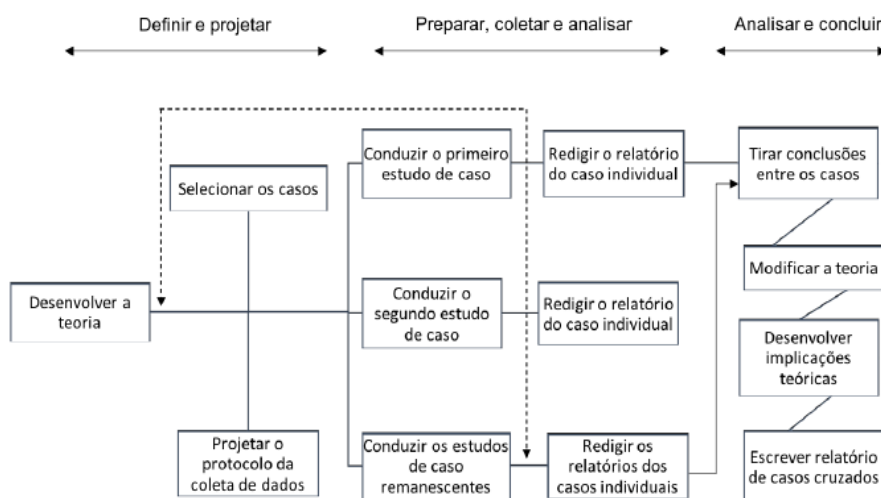 Definir e projetar
Preparar, coletar e analisar
Analisar e concluir
Conduzir o primeiro
estudo de caso
Redigir o relatório
do caso individual
Tirar conclusões
entre os casos
Selecionar os casos
Modificar a teoria
Desenvolver a
teoria
Conduzir o
segundo estudo
de caso
Redigir o relatório
do caso individual
Desenvolver
implicações
teóricas
Projetar o
protocolo da
coleta de dados
Conduzir os estudos
de caso
remanescentes
Redigir os
relatórios dos
casos individuais
Escrever relatório
de casos cruzados